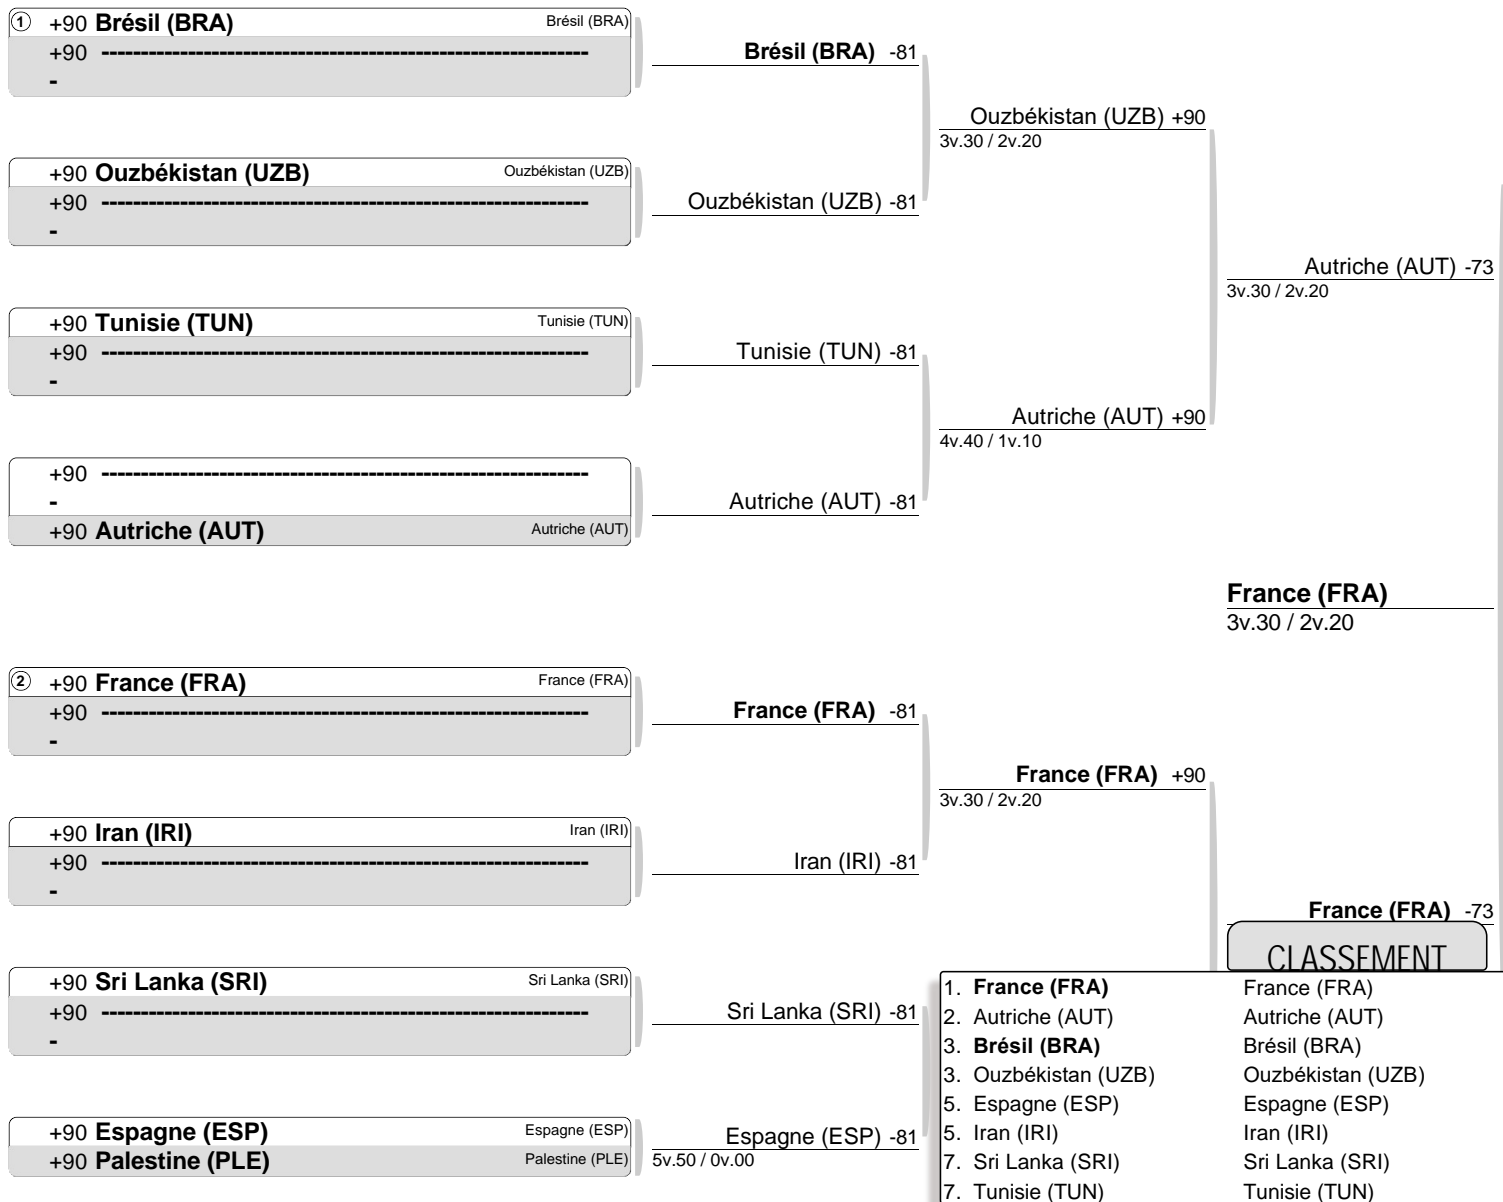 1 +90 Brésil (BRA) Brésil (BRA)
+90 --------------------------------------------------------------
-
Brésil (BRA) -81
Ouzbékistan (UZB) +90
3v.30 / 2v.20
+90 Ouzbékistan (UZB) Ouzbékistan (UZB)
+90 --------------------------------------------------------------
-
Ouzbékistan (UZB) -81
Autriche (AUT) -73
3v.30 / 2v.20
+90 Tunisie (TUN) Tunisie (TUN)
+90 --------------------------------------------------------------
-
Tunisie (TUN) -81
Autriche (AUT) +90
4v.40 / 1v.10
+90 --------------------------------------------------------------
-
+90 Autriche (AUT) Autriche (AUT)
Autriche (AUT) -81
France (FRA)
3v.30 / 2v.20
2 +90 France (FRA) France (FRA)
+90 --------------------------------------------------------------
-
France (FRA) -81
France (FRA) +90
3v.30 / 2v.20
+90 Iran (IRI) Iran (IRI)
+90 --------------------------------------------------------------
-
Iran (IRI) -81
France (FRA) -73
+90 Sri Lanka (SRI) Sri Lanka (SRI)
+90 --------------------------------------------------------------
-
Sri Lanka (SRI) -81
+90 Espagne (ESP) Espagne (ESP)
+90 Palestine (PLE) Palestine (PLE)
Espagne (ESP) -81
5v.50 / 0v.00
CLASSEMENT
1. France (FRA) France (FRA)
2. Autriche (AUT) Autriche (AUT)
3. Brésil (BRA) Brésil (BRA)
3. Ouzbékistan (UZB) Ouzbékistan (UZB)
5. Espagne (ESP) Espagne (ESP)
5. Iran (IRI) Iran (IRI)
7. Sri Lanka (SRI) Sri Lanka (SRI)
7. Tunisie (TUN) Tunisie (TUN)